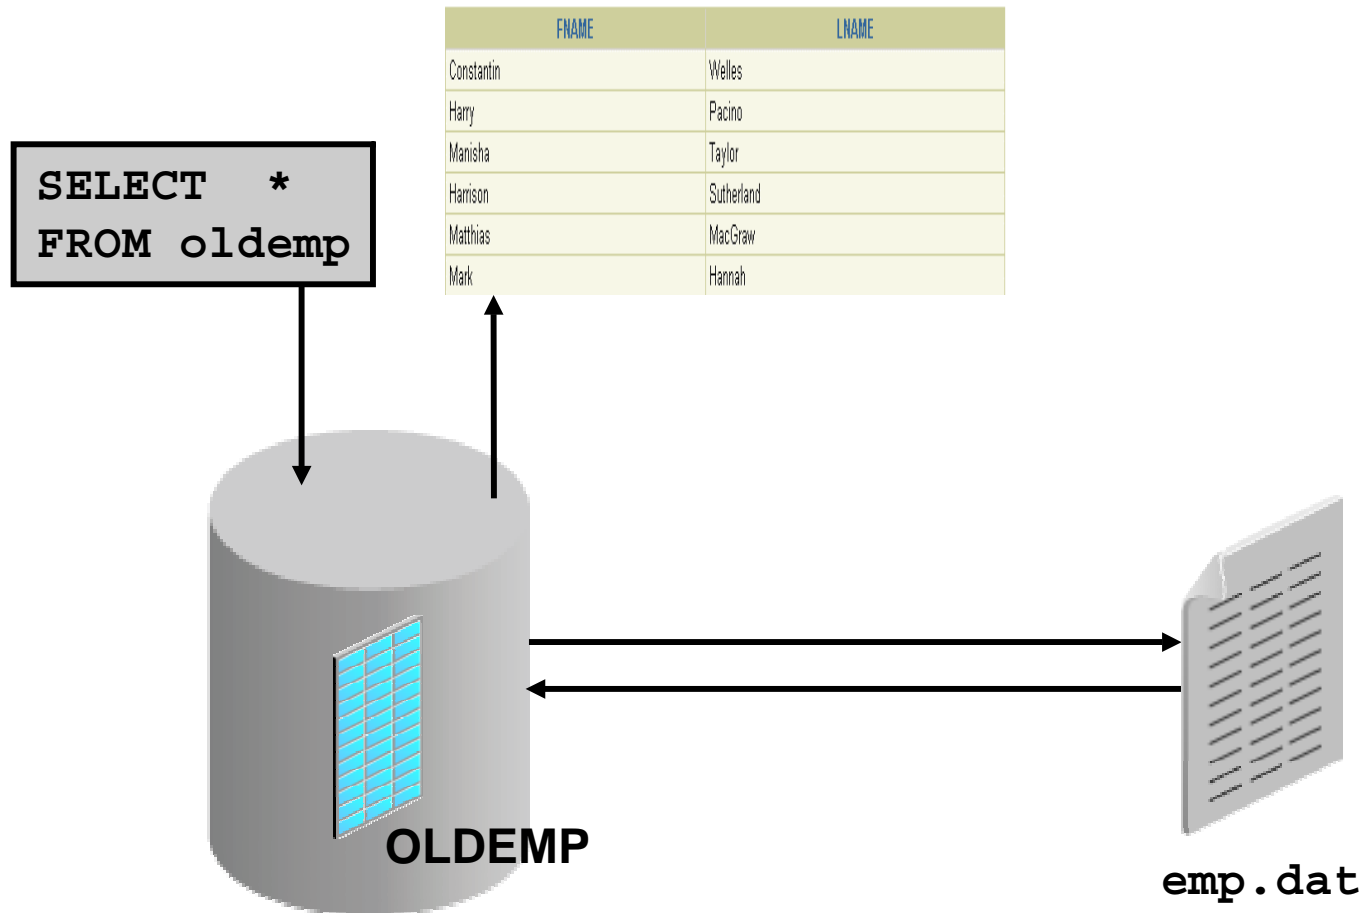 FNAME LNAME
Constantin Welles
Harry Pacino
Manisha Taylor
Harrison Sutherland
Matthias MacGraw
Mark Hannah
SELECT  *
FROM oldemp
OLDEMP
emp.dat